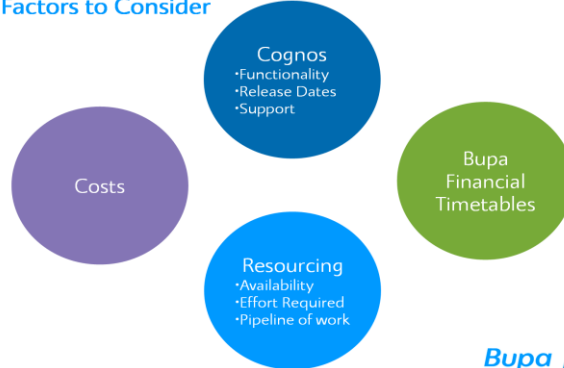 Factors to Consider
Cognos
•Functionality
•Release Dates
•Support
Costs
Bupa
Financial
Timetables
Resourcing
•Availability
•Effort Required
•Pipeline of work
Bupa